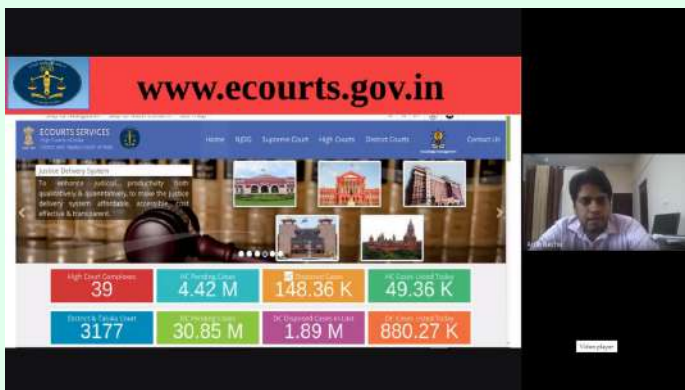 www.ecourts.gov.in
ECOURTS SERVICES
Home NJDG Supreme Court High Courts District Courts Contact Us
Justice Delivery System
To enhance judicial productivity both
qualitatively & quantitatively, to make the justice
delivery system affordable, accessible, cost
effective & transparent.
High Court Complexes
39
HC Pending Cases
4.42 M
Disposed Cases
148.36 K
HC Cases Listed Today
49.36 K
District & Taluka Court
3177
DC Pending Cases
30.85 M
DC Disposed Cases in Last
1.89 M
DC Cases Listed Today
880.27 K
Video player